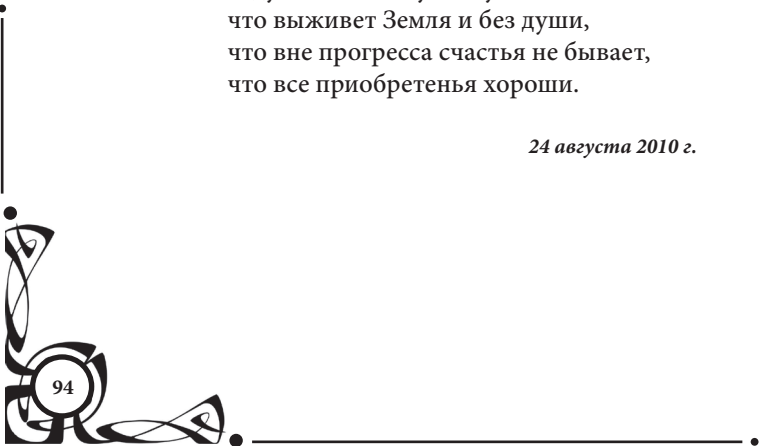 что выживет Земля и без души,
что вне прогресса счастья не бывает,
что все приобретенья хороши.
24 августа 2010 г.
94